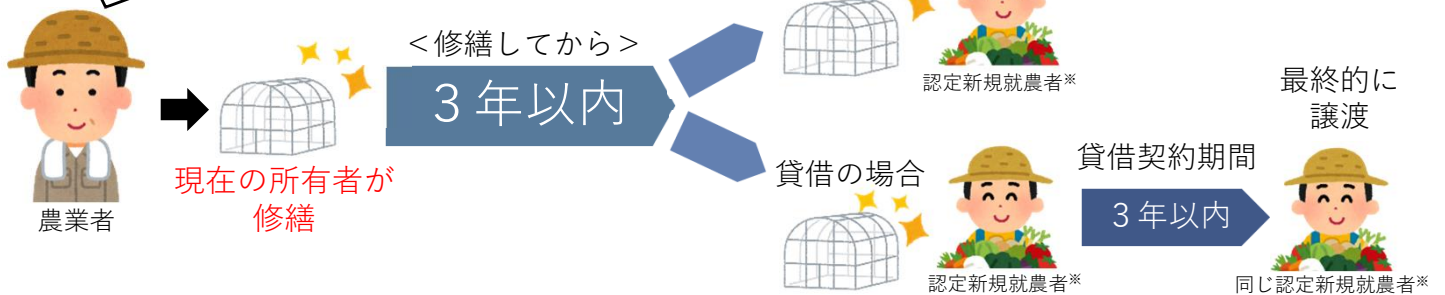 農業者
現在の所有者が
修繕
＜修繕してから＞
３年以内
認定新規就農者※
貸借の場合
認定新規就農者※
貸借契約期間
３年以内
最終的に
譲渡
同じ認定新規就農者※